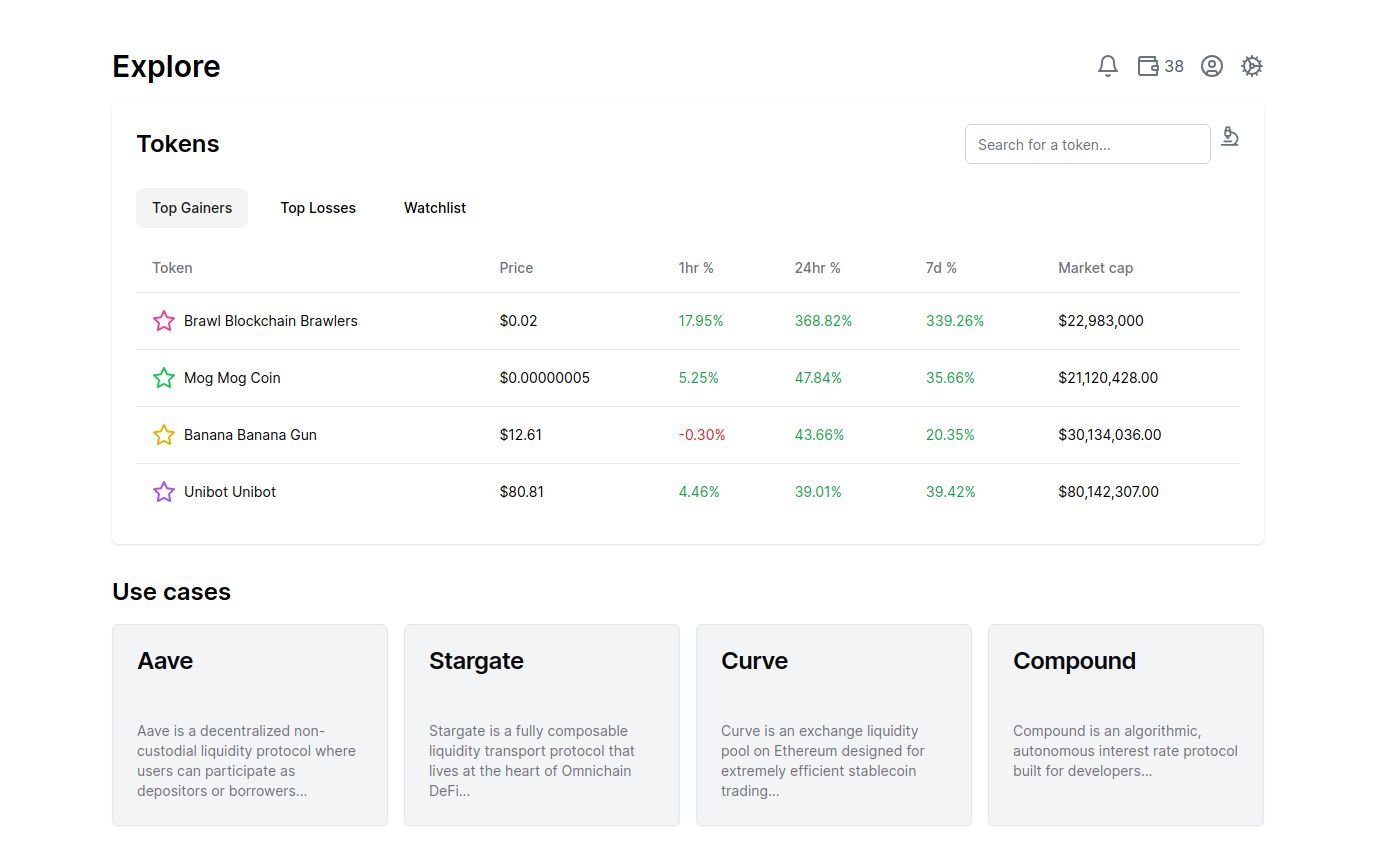 Explore
38
Tokens
Search for a token...
Top Gainers Top Losses Watchlist
Token Price 1hr % 24hr % 7d % Market cap
Brawl Blockchain Brawlers $0.02 17.95% 368.82% 339.26% $22,983,000
Mog Mog Coin $0.00000005 5.25% 47.84% 35.66% $21,120,428.00
Banana Banana Gun $12.61 -0.30% 43.66% 20.35% $30,134,036.00
Unibot Unibot $80.81 4.46% 39.01% 39.42% $80,142,307.00
Use cases
Aave
Aave is a decentralized non-
custodial liquidity protocol where
users can participate as
depositors or borrowers...
Stargate
Stargate is a fully composable
liquidity transport protocol that
lives at the heart of Omnichain
DeFi...
Curve
Curve is an exchange liquidity
pool on Ethereum designed for
extremely efficient stablecoin
trading...
Compound
Compound is an algorithmic,
autonomous interest rate protocol
built for developers...